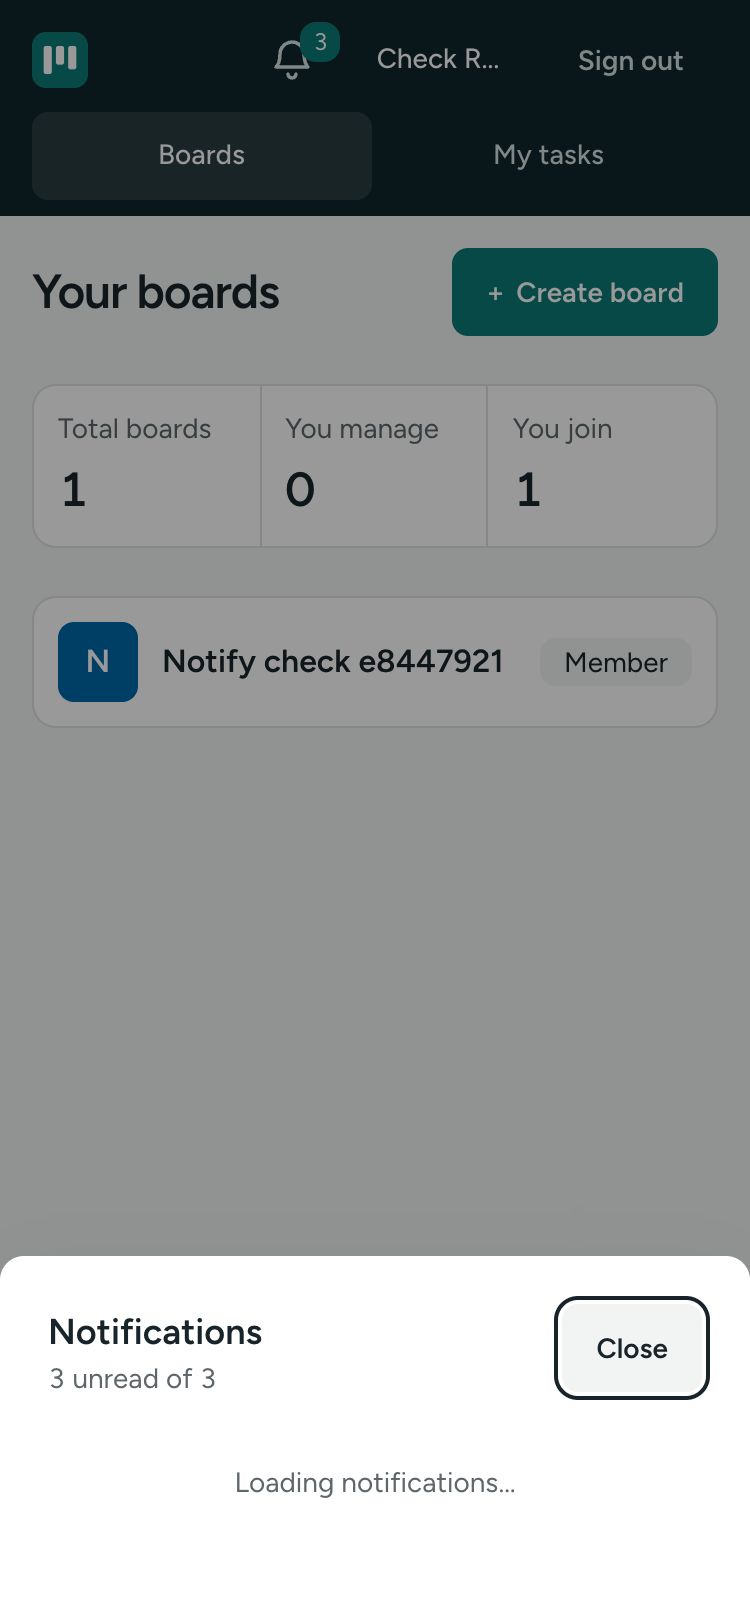 3
Check R...
Sign out
Boards
My tasks
Your boards
+ Create board
Total boards
You manage
You join
1
0
1
N
Notify check e8447921
Member
Notifications
Close
3 unread of 3
Loading notifications...